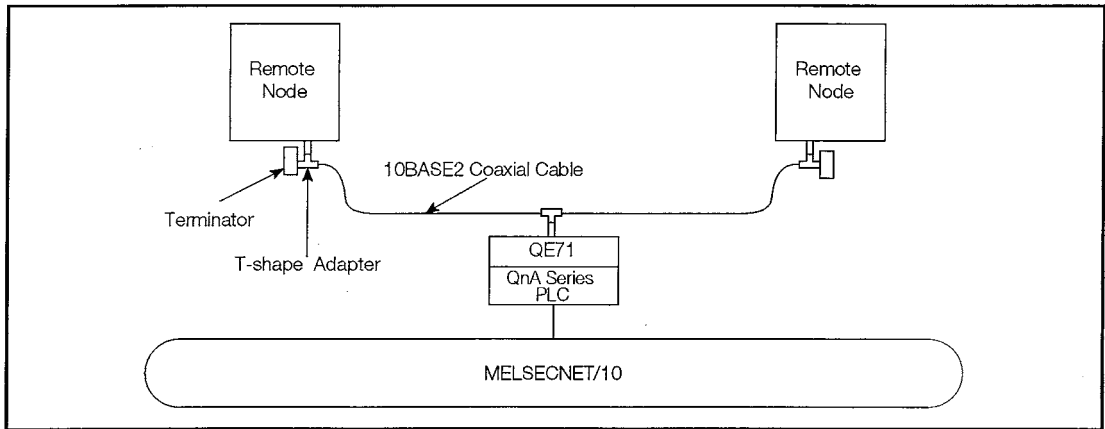 Remote
Node
Remote
Node
10BASE2 Coaxial Cable
Terminator
T-shape Adapter
QE71
QnA Series
PLC
MELSECNET/10